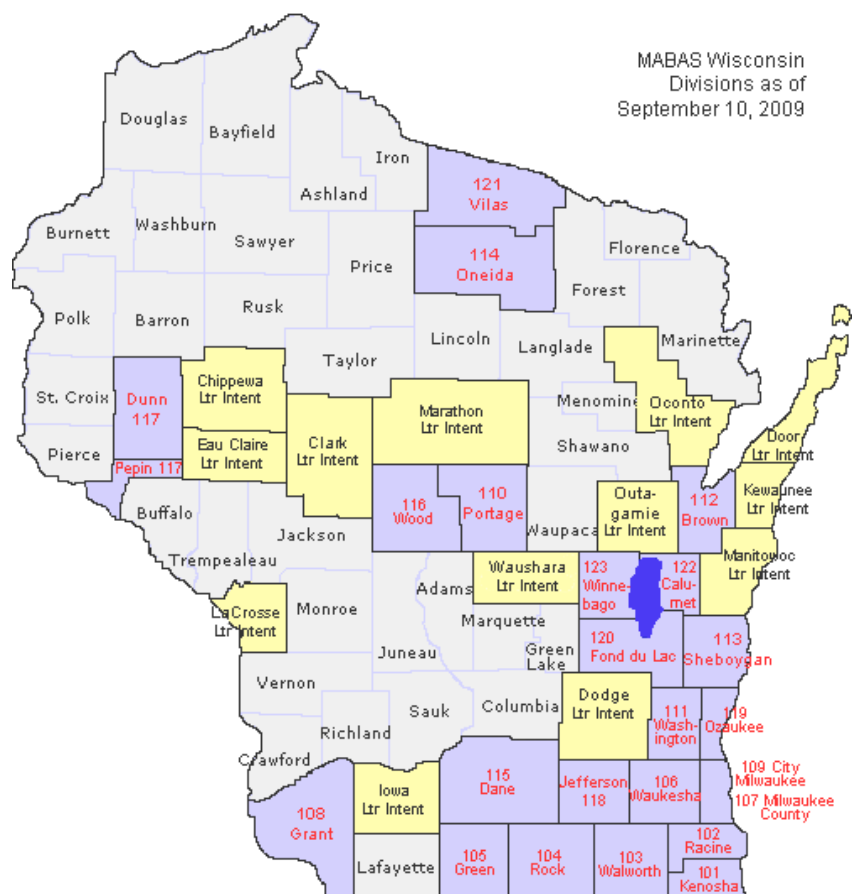 MABAS Wisconsin
Divisions as of
September 10, 2009
Douglas
Bayfield
Iron
Ashland
121
Vilas
Washburn
Burnett
Sawyer
Florence
114
Oneida
Price
Forest
Rusk
Polk
Barron
Lincoln
Marinette
Langlade
Taylor
Chippewa
Ltr Intent
St. Croix
Dunn
117
Menomine
Oconto
Ltr Intent
Marathon
Ltr Intent
Clark
Ltr Intent
Eau Claire
Ltr Intent
Shawano
Door
Ltr Intent
Pierce
Pepin 117
116
Wood
110
Portage
Outa-
gamie
Ltr Intent
112
Brown
Kewaunee
Ltr Intent
Buffalo
Jackson
Waupaca
Trempealeau
Waushara
Ltr Intent
123
Winne-
bago
122
Calu-
met
Manitowoc
Ltr Intent
Adams
LaCrosse
Ltr Intent
Monroe
Marquette
Juneau
Green
Lake
120
Fond du Lac
113
Sheboygan
Vernon
Dodge
Ltr Intent
Columbia
Sauk
111
Wash-
ington
119
Ozaukee
Richland
Crawford
115
Dane
Jefferson
118
106
Waukesha
109 City
Milwaukee
107 Milwaukee
County
Iowa
Ltr Intent
108
Grant
Lafayette
105
Green
104
Rock
103
Walworth
102
Racine
101
Kenosha